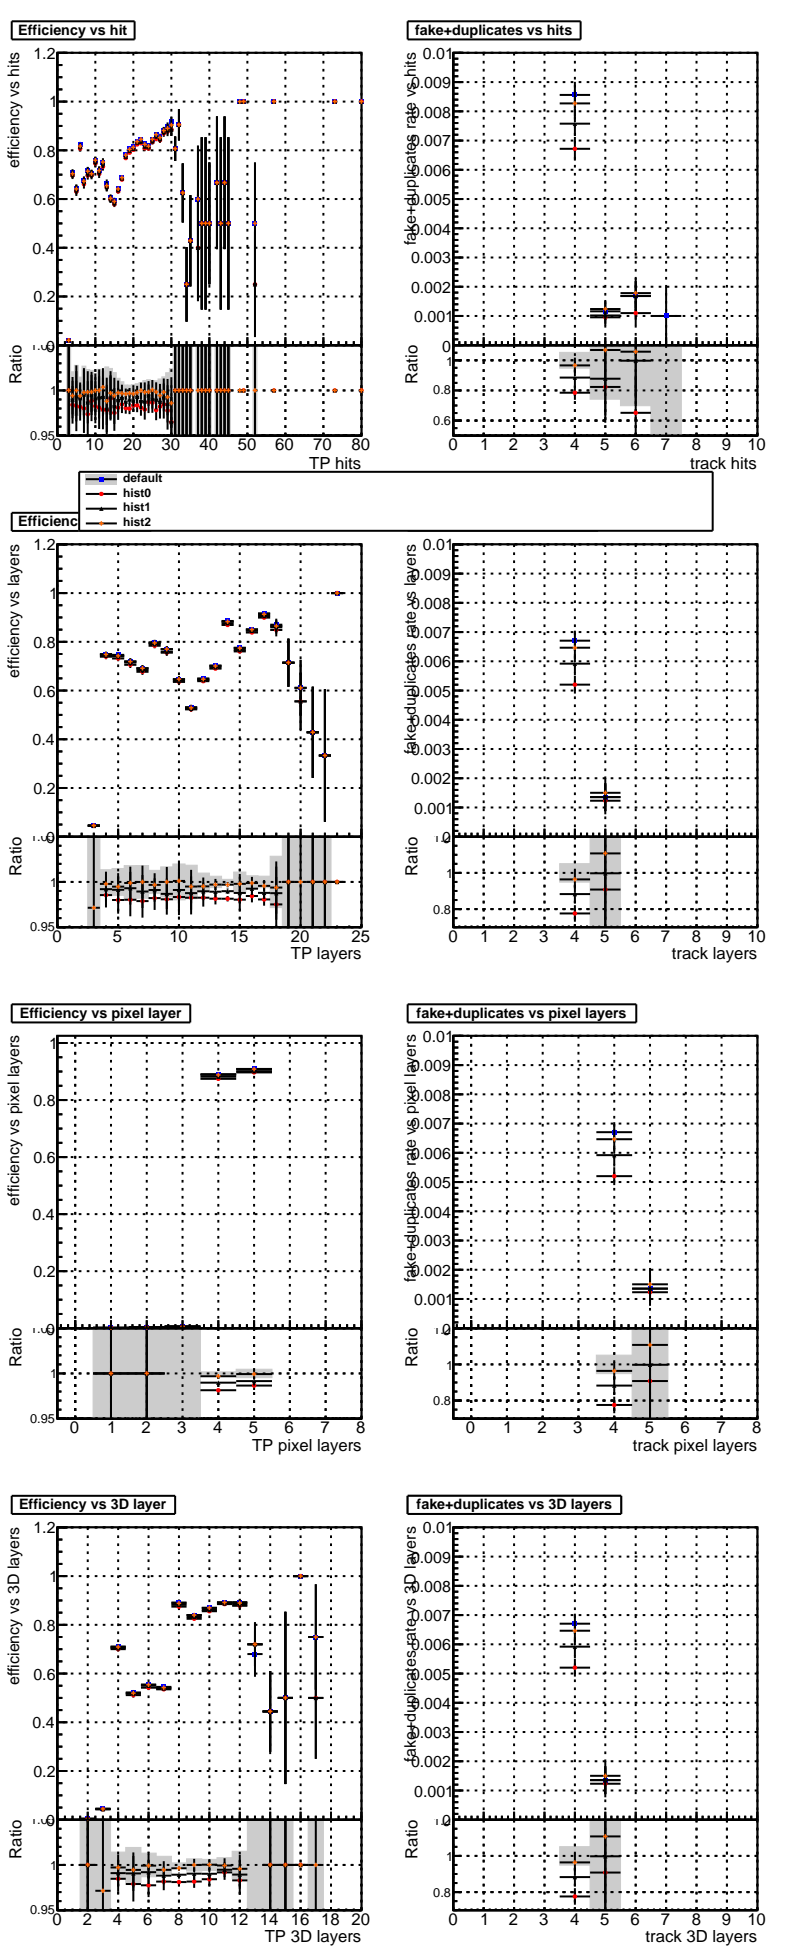 Efficiency vs hit
fake+duplicates vs hits
efficiency vs hits
1.2
1
0.8
0.6
0.4
0.2
0
Ratio
1
0.95
0 10 20 30 40 50 60 70 80
TP hits
fake+duplicates rate vs hits
0.01
0.009
0.008
0.007
0.006
0.005
0.004
0.003
0.002
0.001
0
Ratio
1
0.8
0.6
0 1 2 3 4 5 6 7 8 9 10
track hits
default
hist0
hist1
hist2
Efficienc
efficiency vs layers
1.2
1
0.8
0.6
0.4
0.2
0
Ratio
1
0.95
0 5 10 15 20 25
TP layers
fake+duplicates rate vs layers
0.01
0.009
0.008
0.007
0.006
0.005
0.004
0.003
0.002
0.001
0
Ratio
1
0.8
0 1 2 3 4 5 6 7 8 9 10
track layers
Efficiency vs pixel layer
fake+duplicates vs pixel layers
efficiency vs pixel layers
1
0.8
0.6
0.4
0.2
0
Ratio
1
0.95
0 1 2 3 4 5 6 7 8
TP pixel layers
fake+duplicates rate vs pixel layers
0.01
0.009
0.008
0.007
0.006
0.005
0.004
0.003
0.002
0.001
0
Ratio
1
0.8
0 1 2 3 4 5 6 7 8
track pixel layers
Efficiency vs 3D layer
fake+duplicates vs 3D layers
efficiency vs 3D layers
1.2
1
0.8
0.6
0.4
0.2
0
Ratio
1
0.95
0 2 4 6 8 10 12 14 16 18 20
TP 3D layers
fake+duplicates rate vs 3D layers
0.01
0.009
0.008
0.007
0.006
0.005
0.004
0.003
0.002
0.001
0
Ratio
1
0.8
0 1 2 3 4 5 6 7 8 9 10
track 3D layers